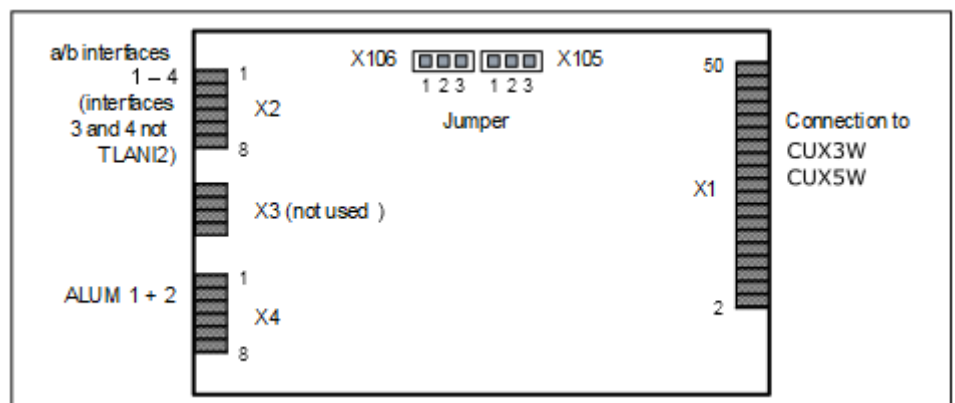 a/b interfaces
1 – 4
(interfaces
3 and 4 not
TLANI2)
1
X2
8
X3 (not used )
ALUM 1 + 2
1
X4
8
X106
X105
1 2 3
1 2 3
Jumper
50
X1
2
Connection to
CUX3W
CUX5W